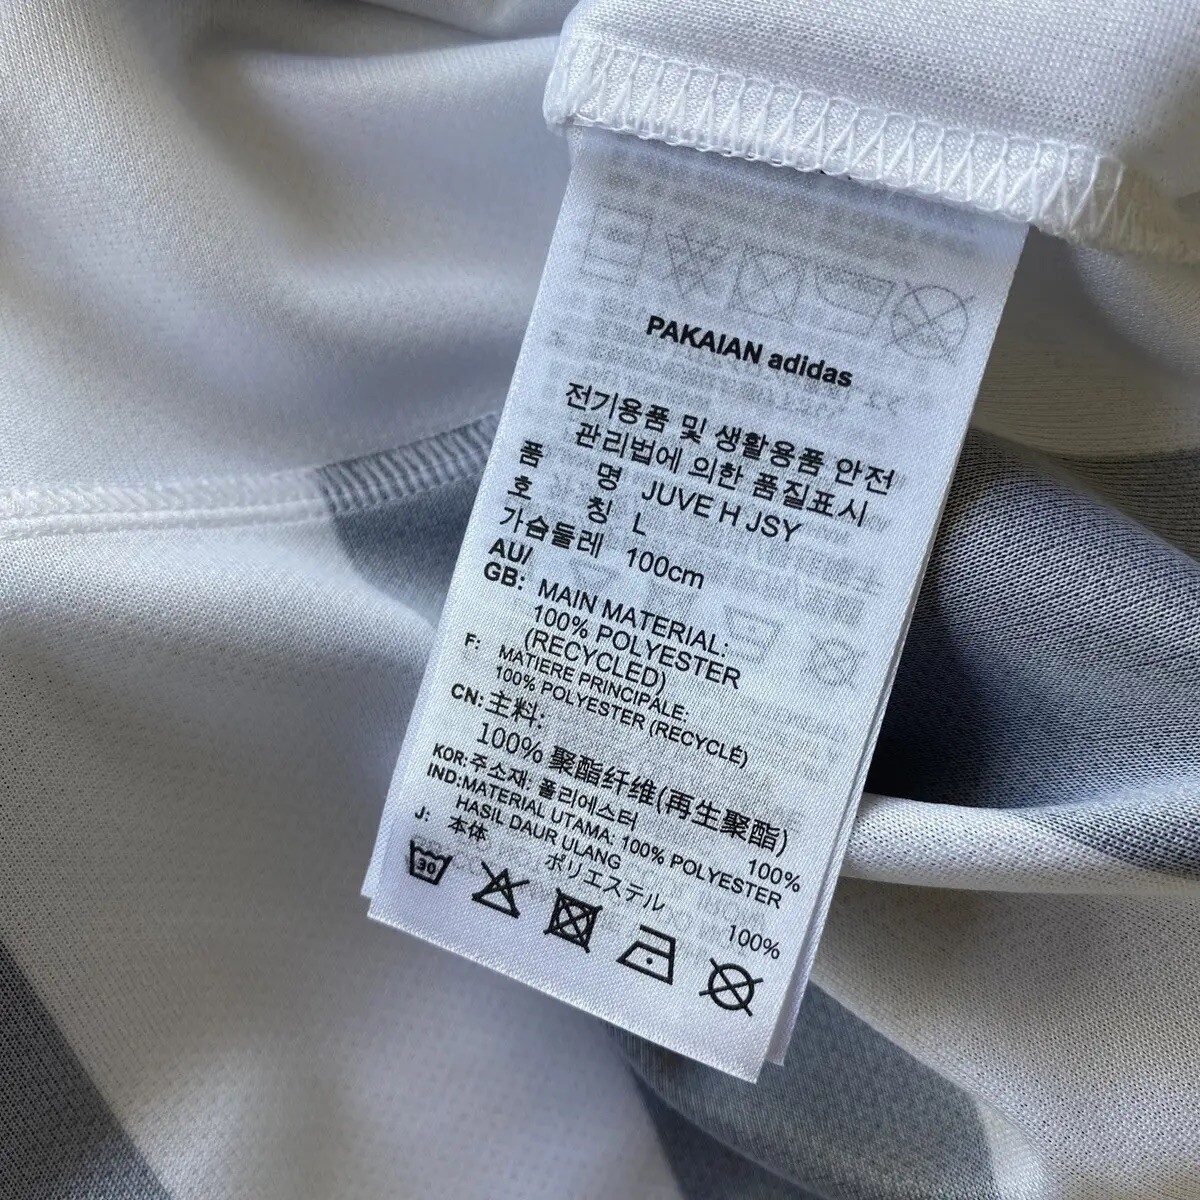 PAKAIAN adidas
전기용품 및 생활용품 안전
관리법에 의한 품질표시
품 명 JUVE H JSY
호 칭 L
가슴둘레 100cm
AU/
GB: MAIN MATERIAL:
100% POLYESTER
(RECYCLED)
F: MATIERE PRINCIPALE:
100% POLYESTER (RECYCLÉ)
CN: 主料:
100% 聚酯纤维(再生聚酯)
KOR: 주소재: 폴리에스터 100%
IND: MATERIAL UTAMA: 100% POLYESTER
HASIL DAUR ULANG
J: 本体
ポリエステル 100%
30